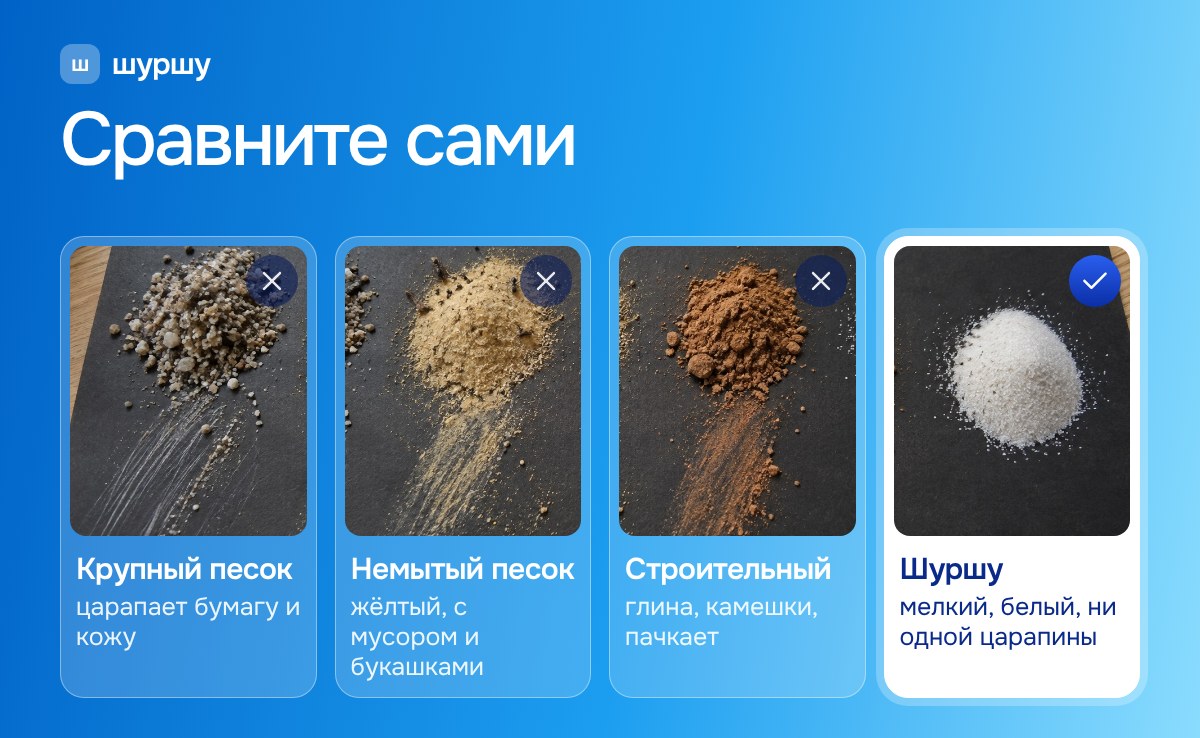 ш шуршу
Сравните сами
Крупный песок
царапает бумагу и
кожу
Немытый песок
жёлтый, с
мусором и
букашками
Строительный
глина, камешки,
пачкает
Шуршу
мелкий, белый, ни
одной царапины